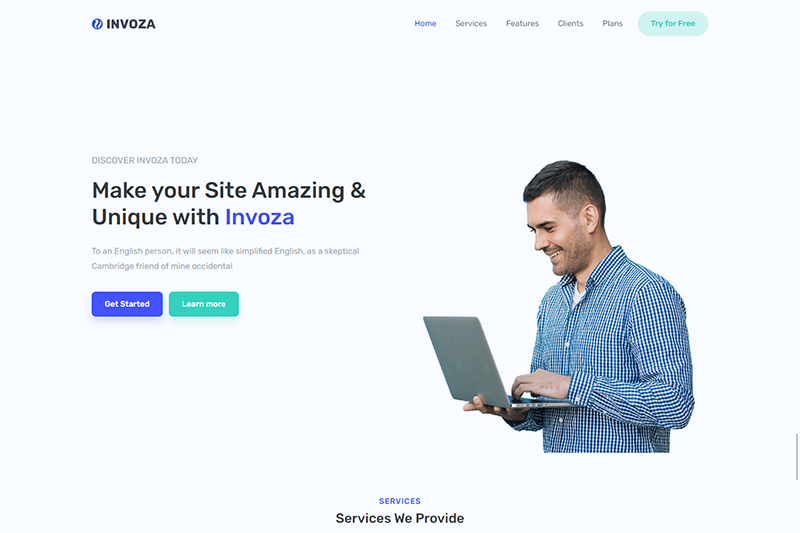 INVOZA
Home Services Features Clients Plans Try for Free
DISCOVER INVOZA TODAY
Make your Site Amazing &
Unique with Invoza
To an English person, it will seem like simplified English, as a skeptical
Cambridge friend of mine occidental
Get Started Learn more
SERVICES
Services We Provide